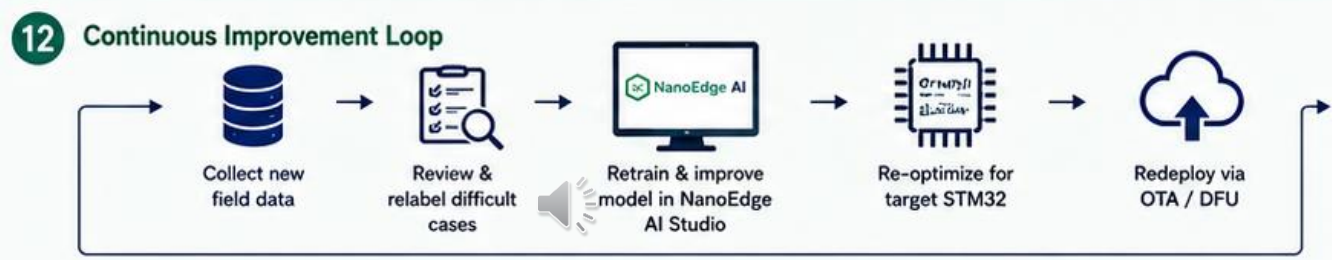 12 Continuous Improvement Loop
NanoEdge AI
Collect new
field data
Review &
relabel difficult
cases
Retrain & improve
model in NanoEdge
AI Studio
Re-optimize for
target STM32
Redeploy via
OTA / DFU